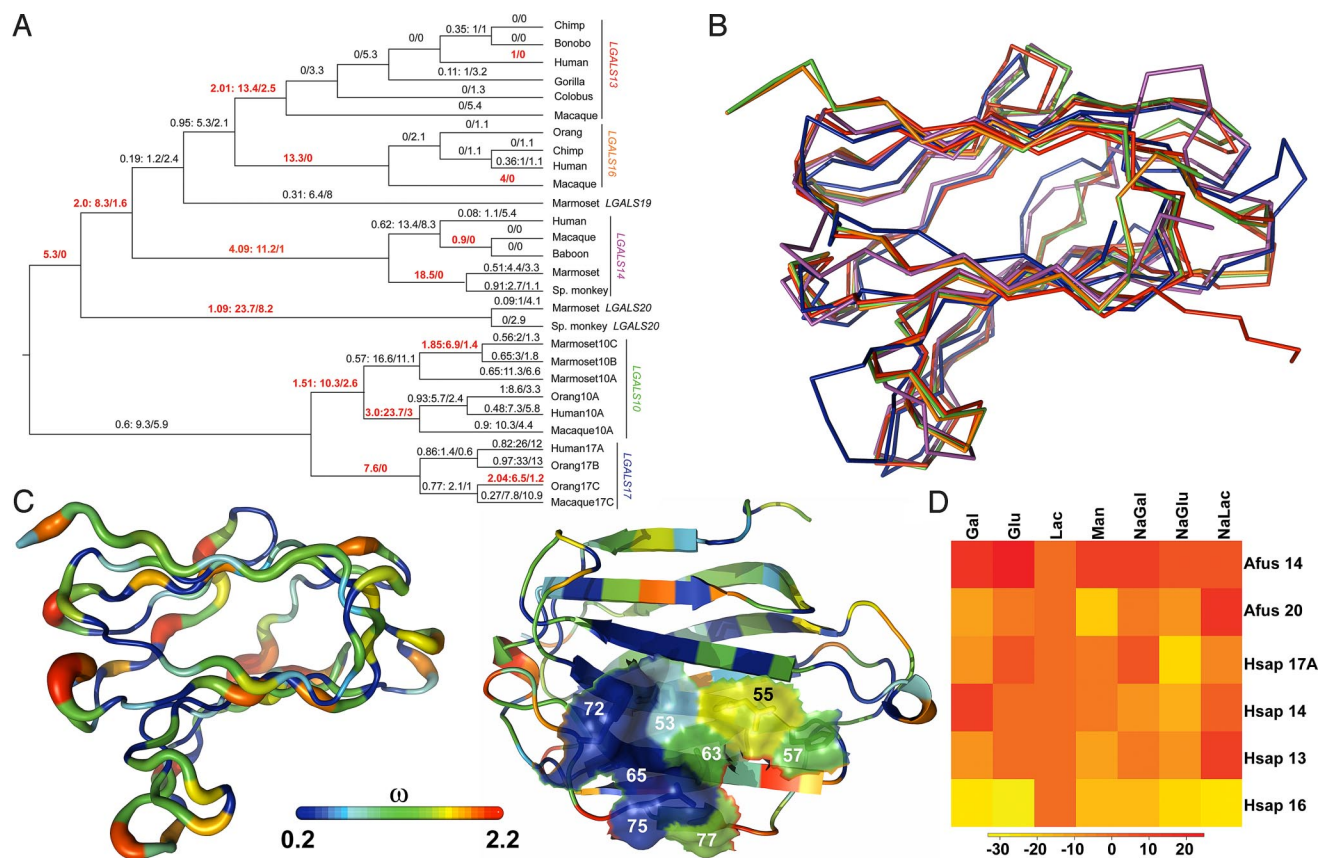 A
0/0
Chimp
0.35: 1/1
0/0
0/0
Bonobo
1/0
0/5.3
Human
0.11: 1/3.2
0/3.3
Gorilla
0/1.3
2.01: 13.4/2.5
Colobus
0/5.4
Macaque
LGALS13
0.95: 5.3/2.1
0/1.1
Orang
0/2.1
0/1.1
Chimp
0/1.1
0.36:1/1.1
Human
13.3/0
4/0
Macaque
LGALS16
0.19: 1.2/2.4
0.31: 6.4/8
Marmoset LGALS19
2.0: 8.3/1.6
0.08: 1.1/5.4
Human
0.62: 13.4/8.3
0/0
Macaque
0.9/0
0/0
Baboon
4.09: 11.2/1
0.51:4.4/3.3
Marmoset
18.5/0
0.91:2.7/1.1
Sp. monkey
LGALS14
5.3/0
0.09:1/4.1
Marmoset LGALS20
1.09: 23.7/8.2
0/2.9
Sp. monkey LGALS20
0.56:2/1.3
Marmoset10C
1.85:6.9/1.4
0.65:3/1.8
Marmoset10B
0.57: 16.6/11.1
0.65:11.3/6.6
Marmoset10A
1.51: 10.3/2.6
1:8.6/3.3
Orang10A
0.93:5.7/2.4
0.48:7.3/5.8
Human10A
3.0:23.7/3
0.9: 10.3/4.4
Macaque10A
LGALS10
0.6: 9.3/5.9
0.82:26/12
Human17A
0.86:1.4/0.6
0.97:33/13
Orang17B
7.6/0
2.04:6.5/1.2
Orang17C
0.77: 2.1/1
0.27/7.8/10.9
Macaque17C
LGALS17
B
C
ω
0.2
2.2
72
53
55
63
57
65
75
77
D
Gal
Glu
Lac
Man
NaGal
NaGlu
NaLac
Afus 14
Afus 20
Hsap 17A
Hsap 14
Hsap 13
Hsap 16
-30
-10
0
10
20